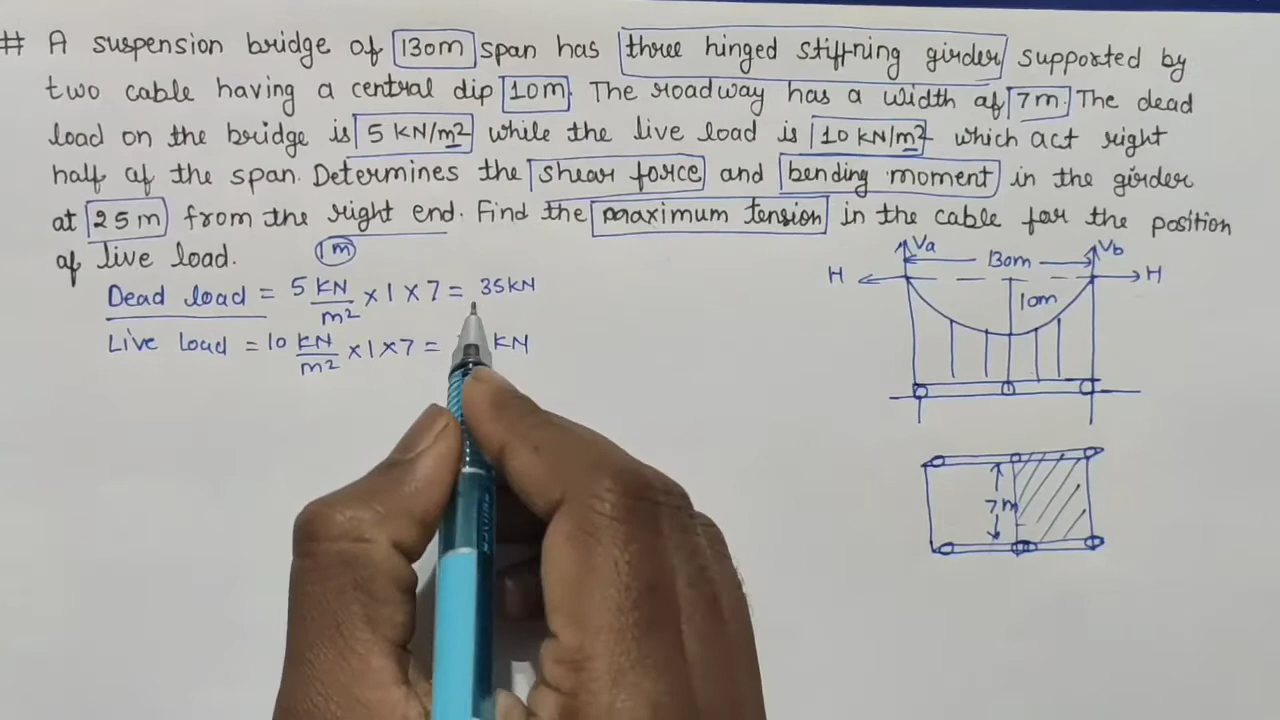 # A suspension bridge of 130m span has three hinged stiffning girder supported by
two cable having a central dip 10m. The roadway has a width of 7m. The dead
load on the bridge is 5 KN/m² while the live load is 10 KN/m² which act right
half of the span. Determines the shear force and bending moment in the girder
at 25m from the right end. Find the maximum tension in the cable for the position
of live load.
1m
Dead load = 5 KN/m² × 1 × 7 = 35KN
Live load = 10 KN/m² × 1 × 7 = KN
Va
130m
Vb
H
H
10m
7m